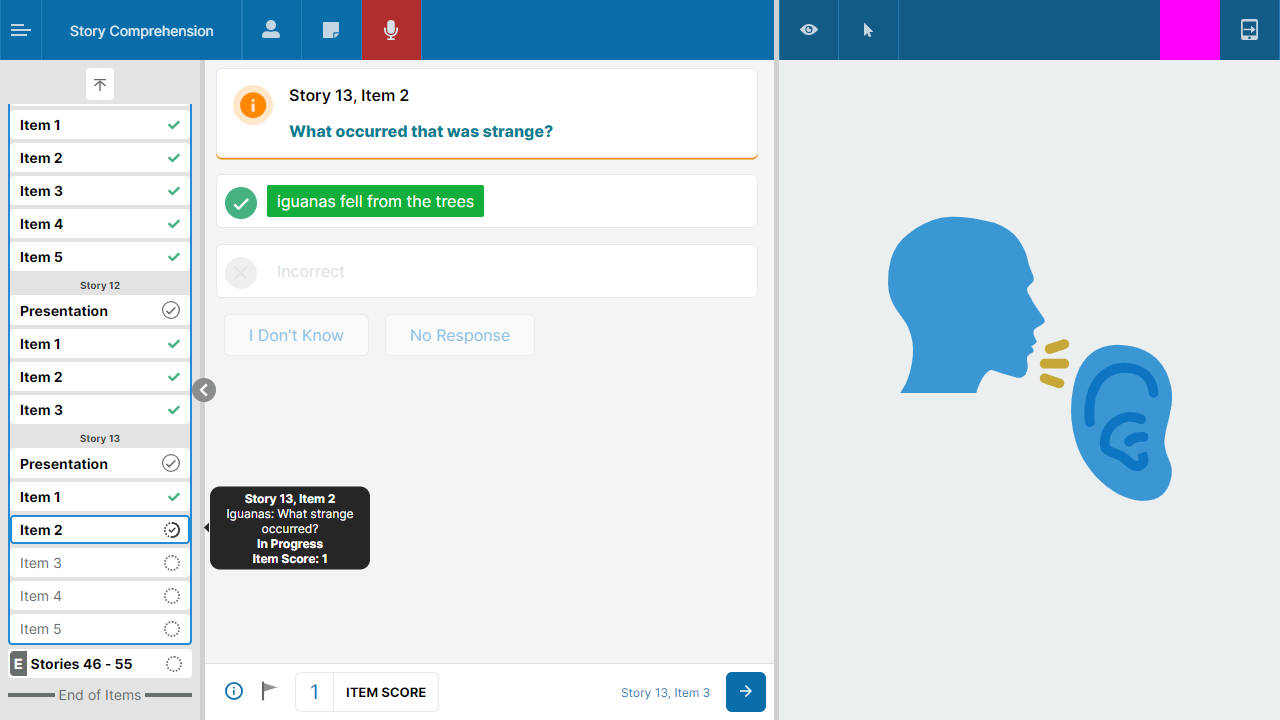 Story Comprehension
Item 1
Item 2
Item 3
Item 4
Item 5
Story 12
Presentation
Item 1
Item 2
Item 3
Story 13
Presentation
Item 1
Item 2
Item 3
Item 4
Item 5
E Stories 46 - 55
End of Items
Story 13, Item 2
What occurred that was strange?
iguanas fell from the trees
Incorrect
I Don't Know
No Response
Story 13, Item 2
Iguanas: What strange
occurred?
In Progress
Item Score: 1
1 ITEM SCORE
Story 13, Item 3